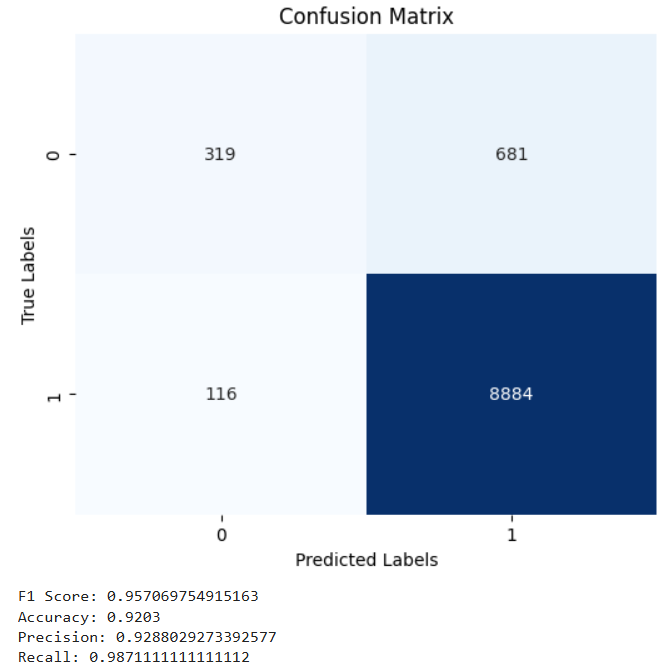 Confusion Matrix
0
319
681
True Labels
1
116
8884
0
1
Predicted Labels
F1 Score: 0.957069754915163
Accuracy: 0.9203
Precision: 0.9288029273392577
Recall: 0.9871111111111112